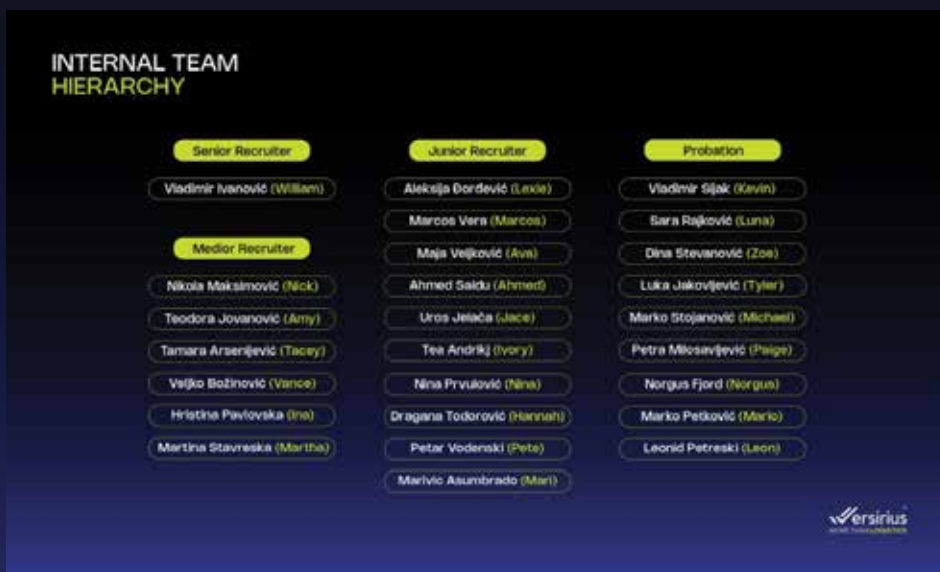 INTERNAL TEAM
HIERARCHY
Senior Recruiter
Vladimir Ivanović (William)
Medior Recruiter
Nikola Maksimović (Nick)
Teodora Jovanović (Amy)
Tamara Arsenijević (Tacey)
Veljko Božinović (Vance)
Hristina Pavlovska (Ina)
Martina Stavreska (Martha)
Junior Recruiter
Aleksija Đorđević (Lexie)
Marcos Vera (Marcos)
Maja Veljković (Ava)
Ahmed Saidu (Ahmed)
Uros Jelača (Jace)
Tea Andrikj (Ivory)
Nina Prvulović (Nina)
Dragana Todorović (Hannah)
Petar Vodenski (Pete)
Marivic Asumbrado (Mari)
Probation
Vladimir Sijak (Kevin)
Sara Rajković (Luna)
Dina Stevanović (Zoe)
Luka Jakovljević (Tyler)
Marko Stojanović (Michael)
Petra Milosavljević (Paige)
Norgus Fjord (Norgus)
Marko Petković (Mario)
Leonid Petreski (Leon)
Versirius
MORE THAN LOGISTICS